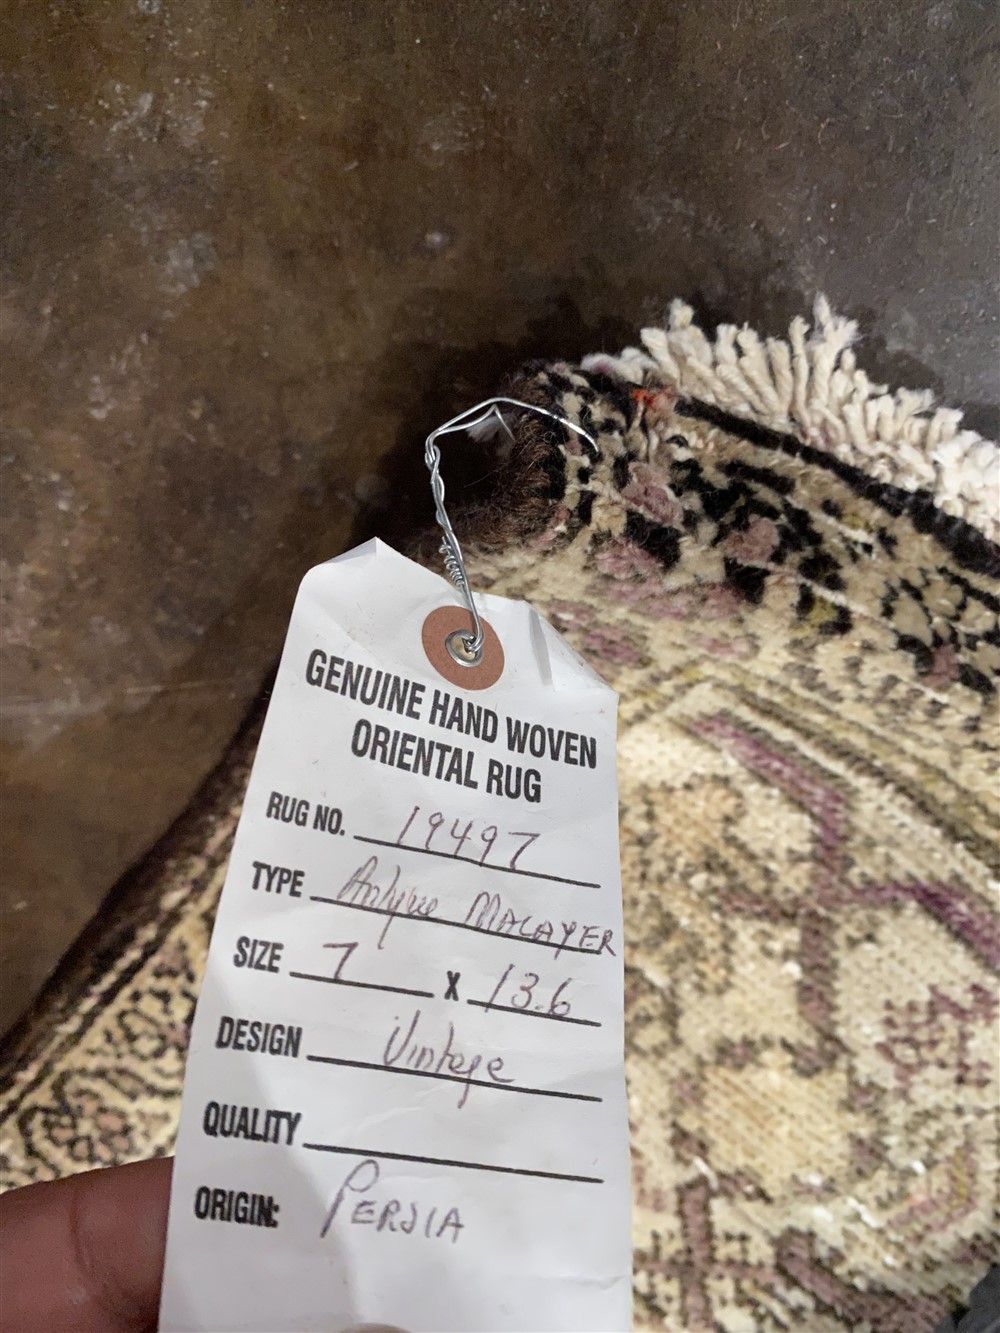 GENUINE HAND WOVEN
ORIENTAL RUG
RUG NO. 19497
TYPE Antique MALAYER
SIZE 7 X 13.6
DESIGN Vintage
QUALITY
ORIGIN: PERSIA